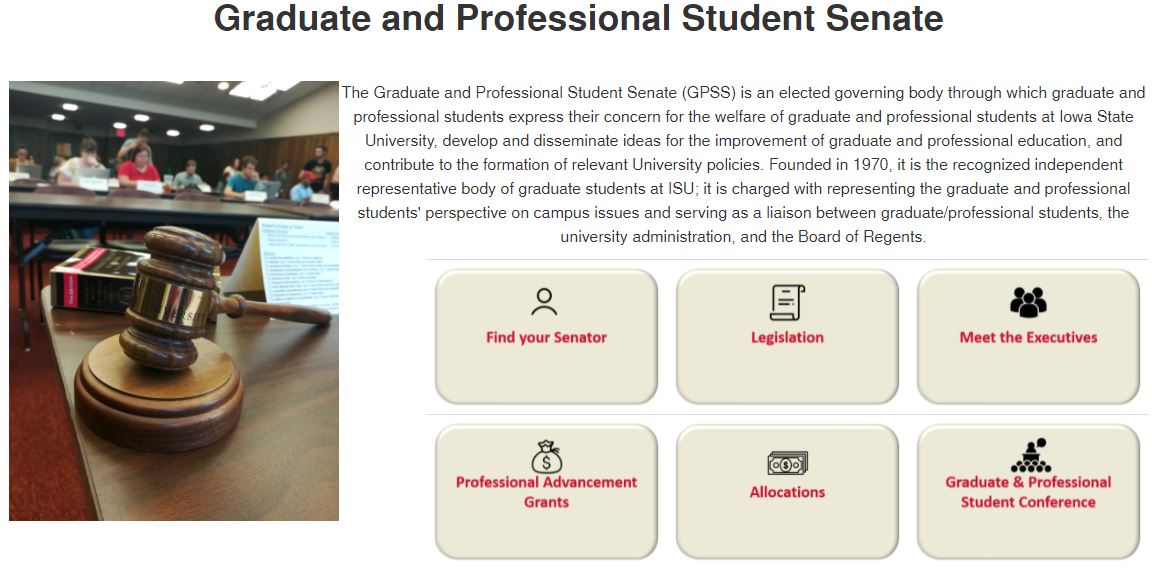 Graduate and Professional Student Senate
The Graduate and Professional Student Senate (GPSS) is an elected governing body through which graduate and
professional students express their concern for the welfare of graduate and professional students at Iowa State
University, develop and disseminate ideas for the improvement of graduate and professional education, and
contribute to the formation of relevant University policies. Founded in 1970, it is the recognized independent
representative body of graduate students at ISU; it is charged with representing the graduate and professional
students' perspective on campus issues and serving as a liaison between graduate/professional students, the
university administration, and the Board of Regents.
Find your Senator
Legislation
Meet the Executives
Professional Advancement
Grants
Allocations
Graduate & Professional
Student Conference